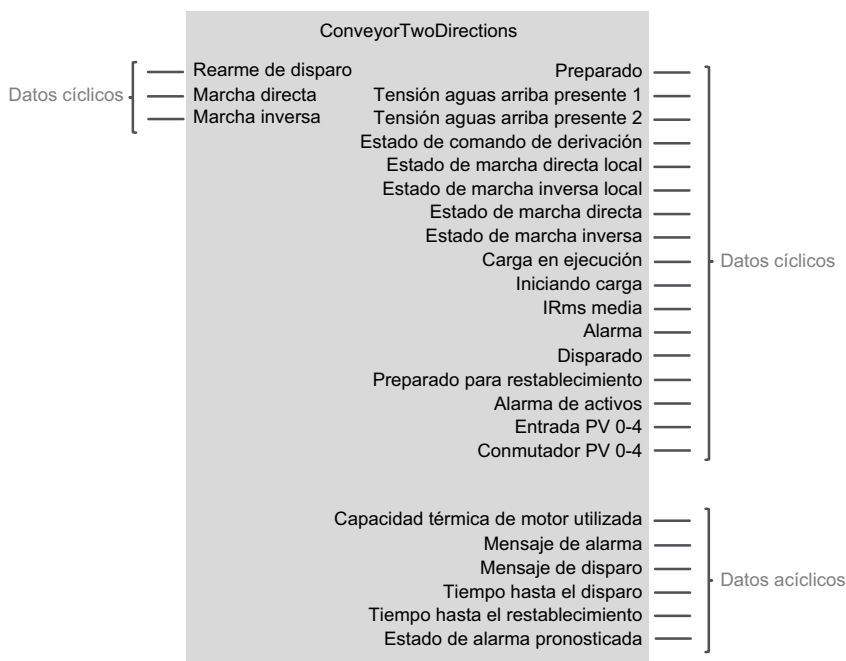 ConveyorTwoDirections
Datos cíclicos
Rearme de disparo
Marcha directa
Marcha inversa
Preparado
Tensión aguas arriba presente 1
Tensión aguas arriba presente 2
Estado de comando de derivación
Estado de marcha directa local
Estado de marcha inversa local
Estado de marcha directa
Estado de marcha inversa
Carga en ejecución
Iniciando carga
IRms media
Alarma
Disparado
Preparado para restablecimiento
Alarma de activos
Entrada PV 0-4
Conmutador PV 0-4
Datos cíclicos
Capacidad térmica de motor utilizada
Mensaje de alarma
Mensaje de disparo
Tiempo hasta el disparo
Tiempo hasta el restablecimiento
Estado de alarma pronosticada
Datos acíclicos